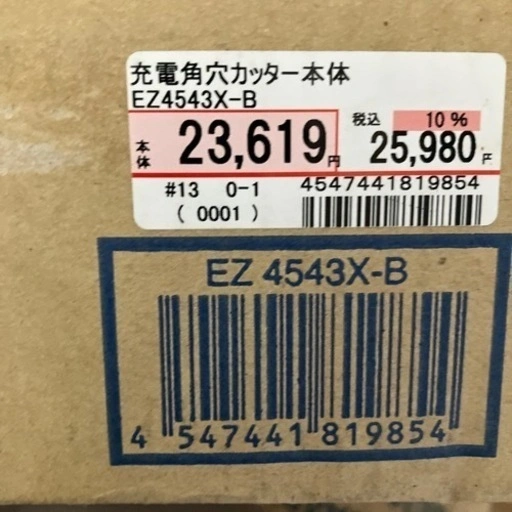 充電角穴カッター本体
EZ4543X-B
本体 23,619円 税込 10% 25,980円
#13 0-1 4547441819854
( 0001 )
EZ 4543X-B
4 547441 819854